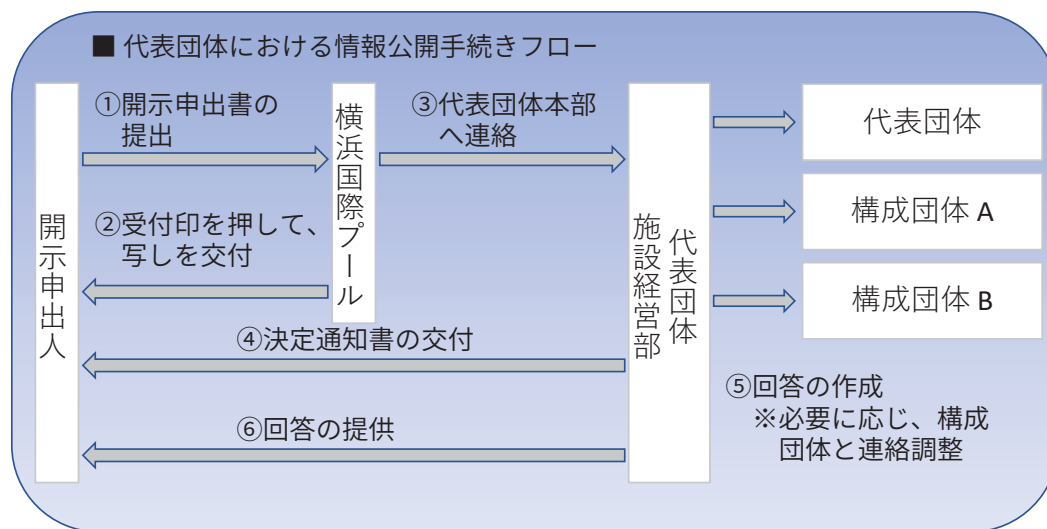 ■ 代表団体における情報公開手続きフロー
①開示申出書の
提出
③代表団体本部
へ連絡
②受付印を押して、
写しを交付
④決定通知書の交付
⑥回答の提供
開示申出人
横浜国際プール
代表団体
施設経営部
代表団体
構成団体 A
構成団体 B
⑤回答の作成
※必要に応じ、構成
団体と連絡調整